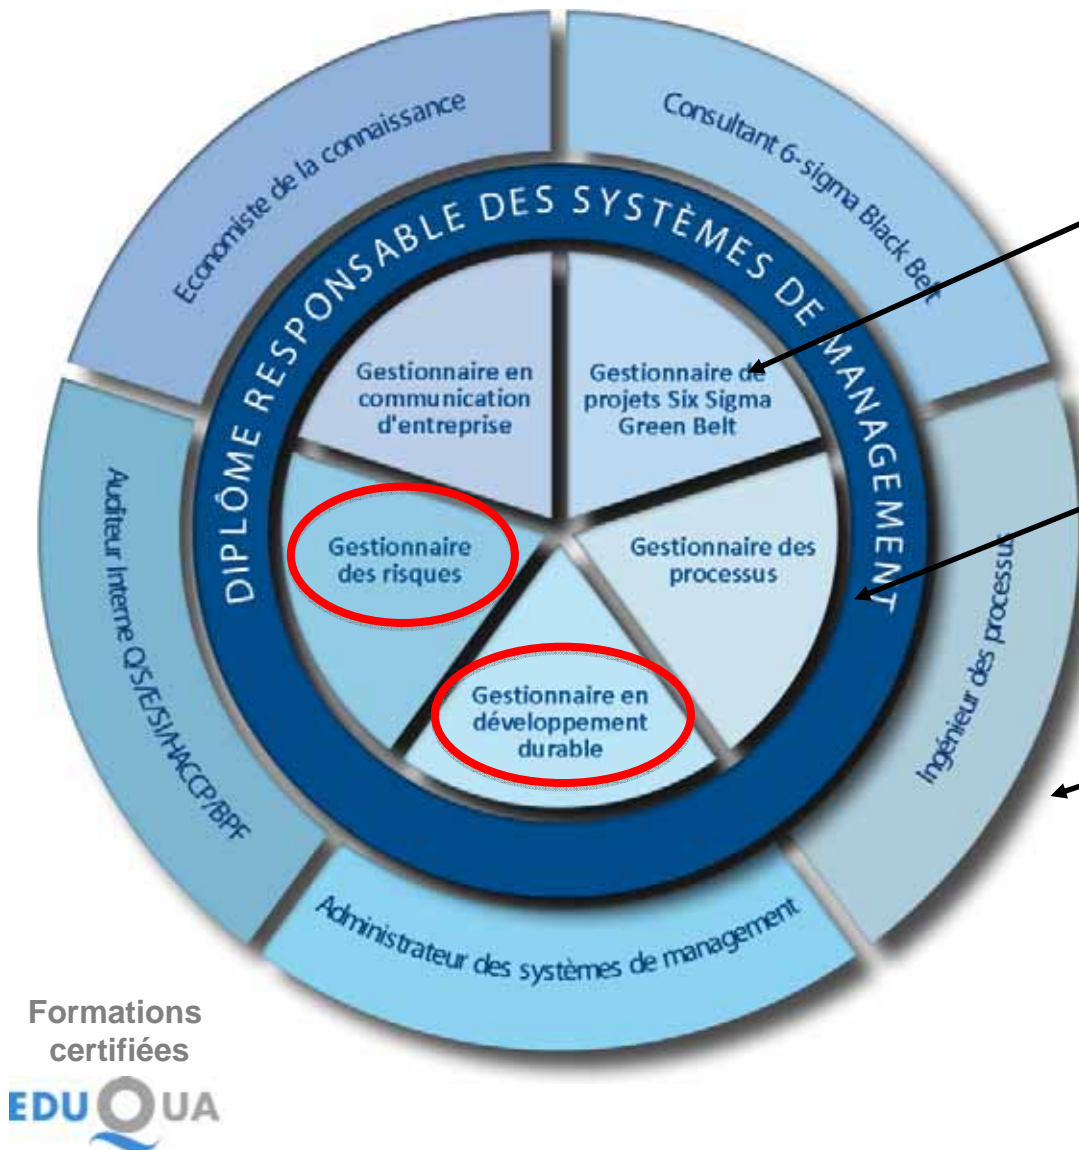 Economiste de la connaissance
Consultant 6-sigma Black Belt
DIPLÔME RESPONSABLE DES SYSTÈMES DE MANAGEMENT
Gestionnaire en
communication
d'entreprise
Gestionnaire de
projets Six Sigma
Green Belt
Gestionnaire
des risques
Gestionnaire des
processus
Gestionnaire en
développement
durable
Auditeur Interne Q/S/E/SI/HACCP/BPF
Ingénieur des processus
Administrateur des systèmes de management
Formations
certifiées
EDUQUA